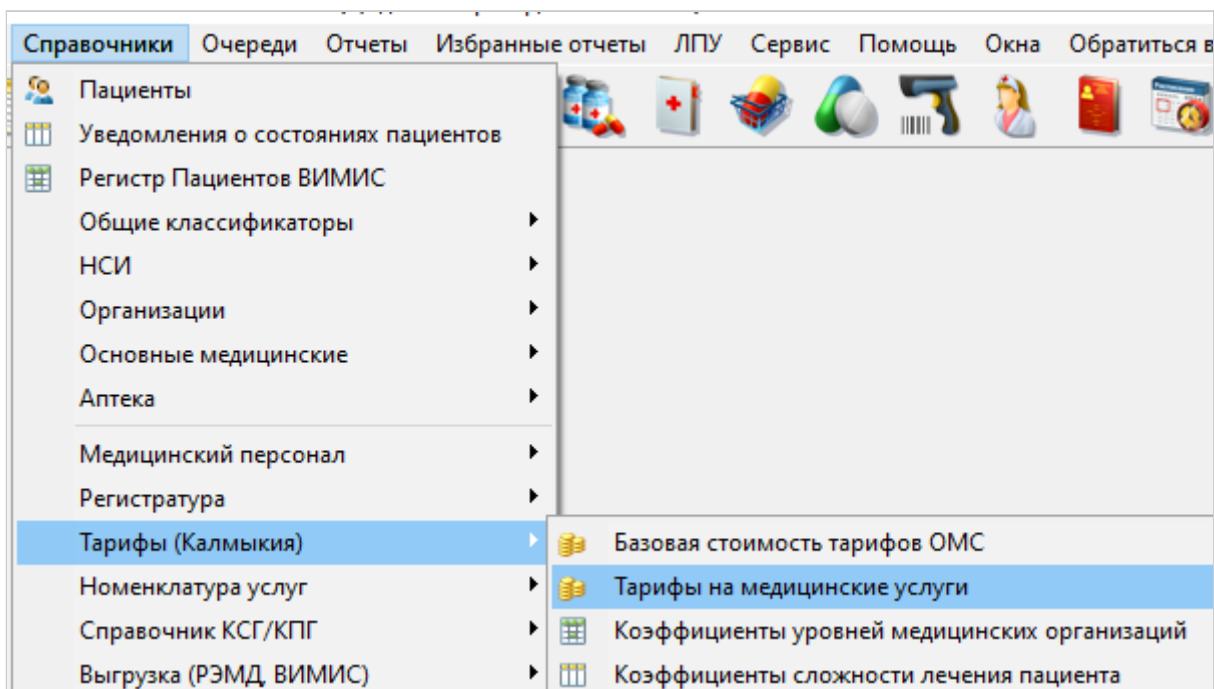 Справочники Очереди Отчеты Избранные отчеты ЛПУ Сервис Помощь Окна Обратиться в
Пациенты
Уведомления о состояниях пациентов
Регистр Пациентов ВИМИС
Общие классификаторы
НСИ
Организации
Основные медицинские
Аптека
Медицинский персонал
Регистратура
Тарифы (Калмыкия)
Базовая стоимость тарифов ОМС
Номенклатура услуг
Тарифы на медицинские услуги
Справочник КСГ/КПГ
Коэффициенты уровней медицинских организаций
Выгрузка (РЭМД, ВИМИС)
Коэффициенты сложности лечения пациента